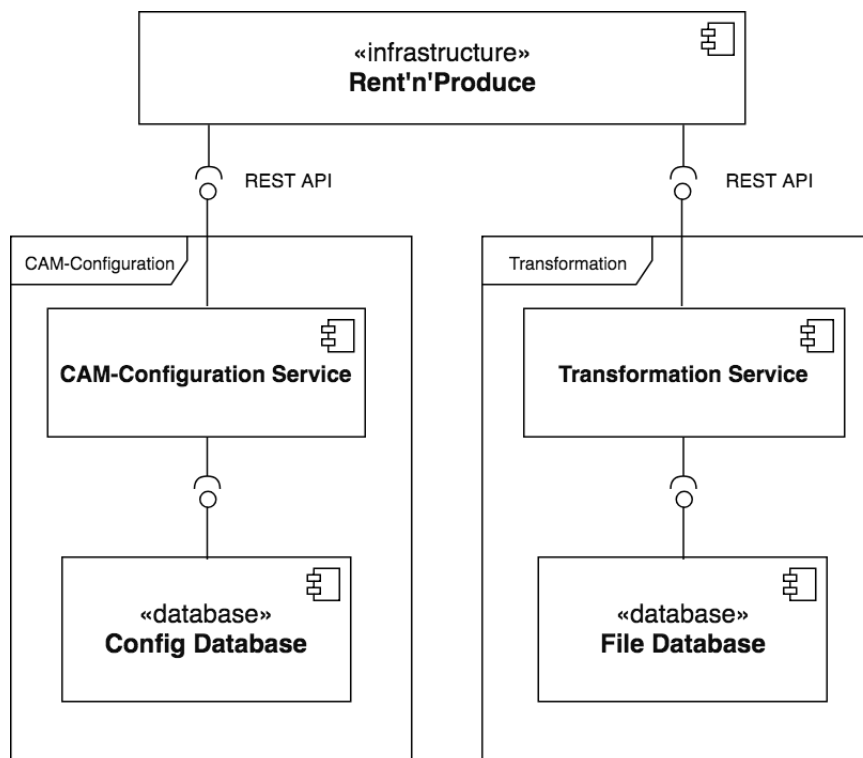 «infrastructure»
Rent'n'Produce
REST API
REST API
CAM-Configuration
Transformation
CAM-Configuration Service
Transformation Service
«database»
Config Database
«database»
File Database